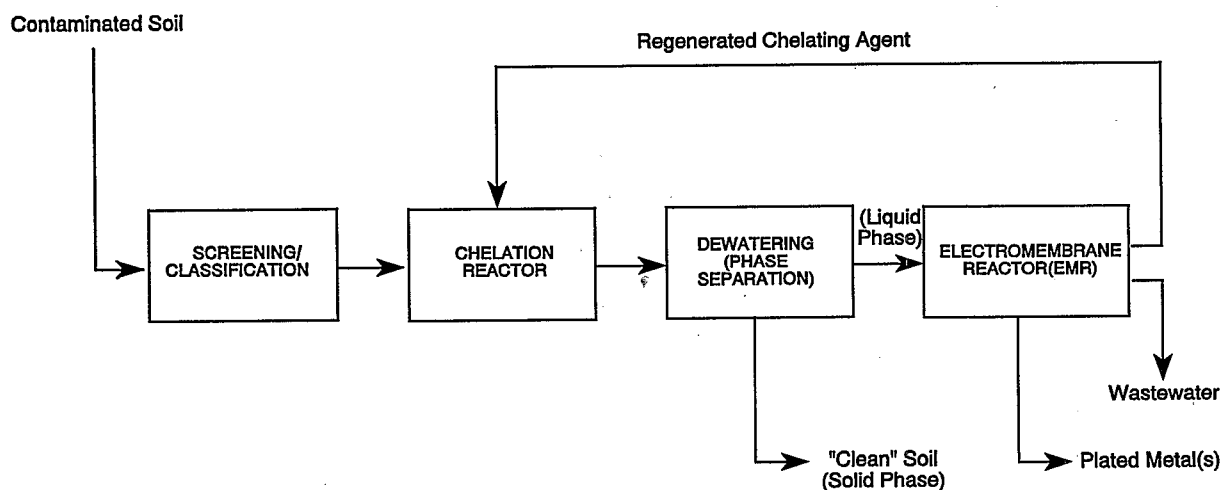 Contaminated Soil
Regenerated Chelating Agent
SCREENING/
CLASSIFICATION
CHELATION
REACTOR
DEWATERING
(PHASE
SEPARATION)
(Liquid
Phase)
ELECTROMEMBRANE
REACTOR(EMR)
Wastewater
"Clean" Soil
(Solid Phase)
Plated Metal(s)